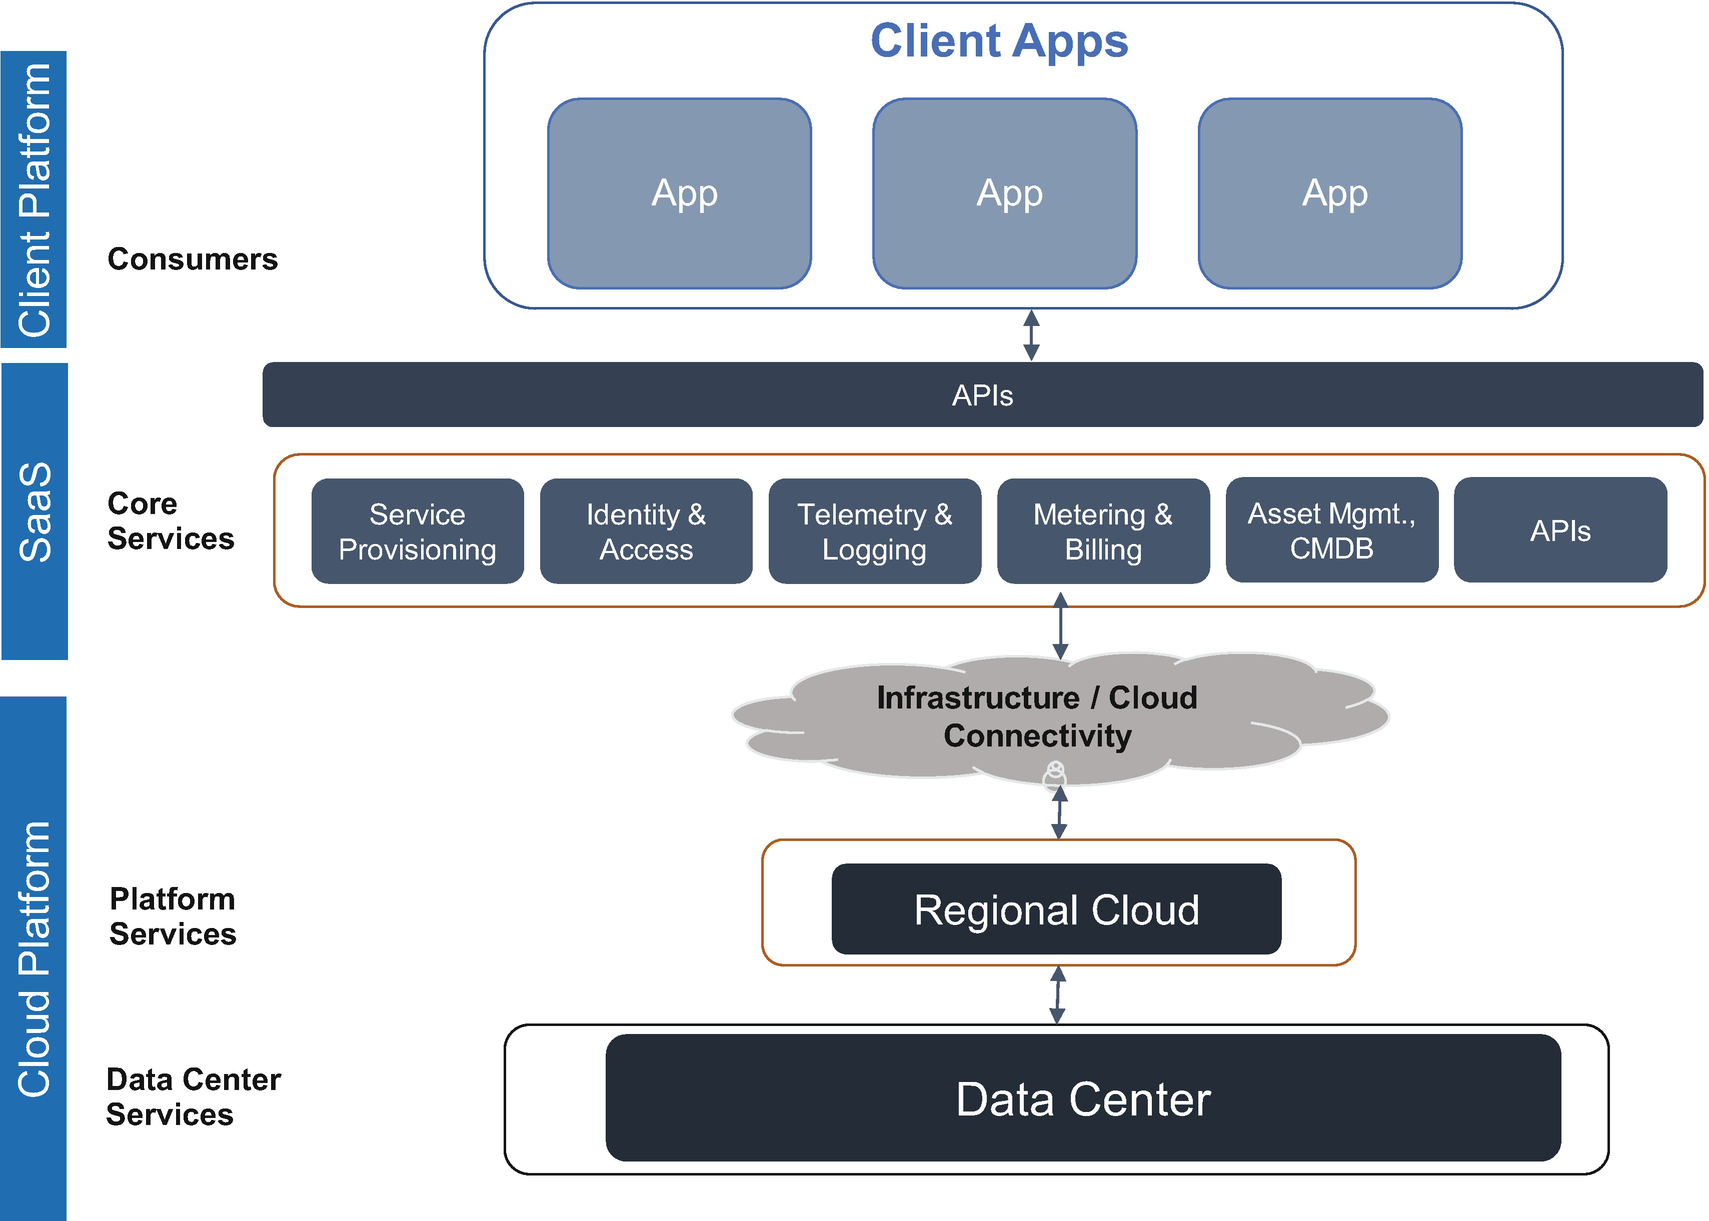 Client Apps
Client Platform
App
App
App
Consumers
APIs
SaaS
Core
Services
Service
Provisioning
Identity &
Access
Telemetry &
Logging
Metering &
Billing
Asset Mgmt.,
CMDB
APIs
Infrastructure / Cloud
Connectivity
Cloud Platform
Platform
Services
Regional Cloud
Data Center
Services
Data Center